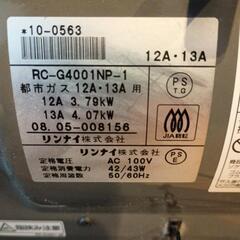 *10-0563
12A・13A
RC-G4001NP-1
都市ガス 12A・13A 用
12A 3.79kW
13A 4.07kW
08.05-008156
リンナイ株式会社
PS
TG
JIA認証
リンナイ株式会社
定格電圧 AC 100V
定格消費電力 42/43W
定格周波数 50/60Hz
PS
E